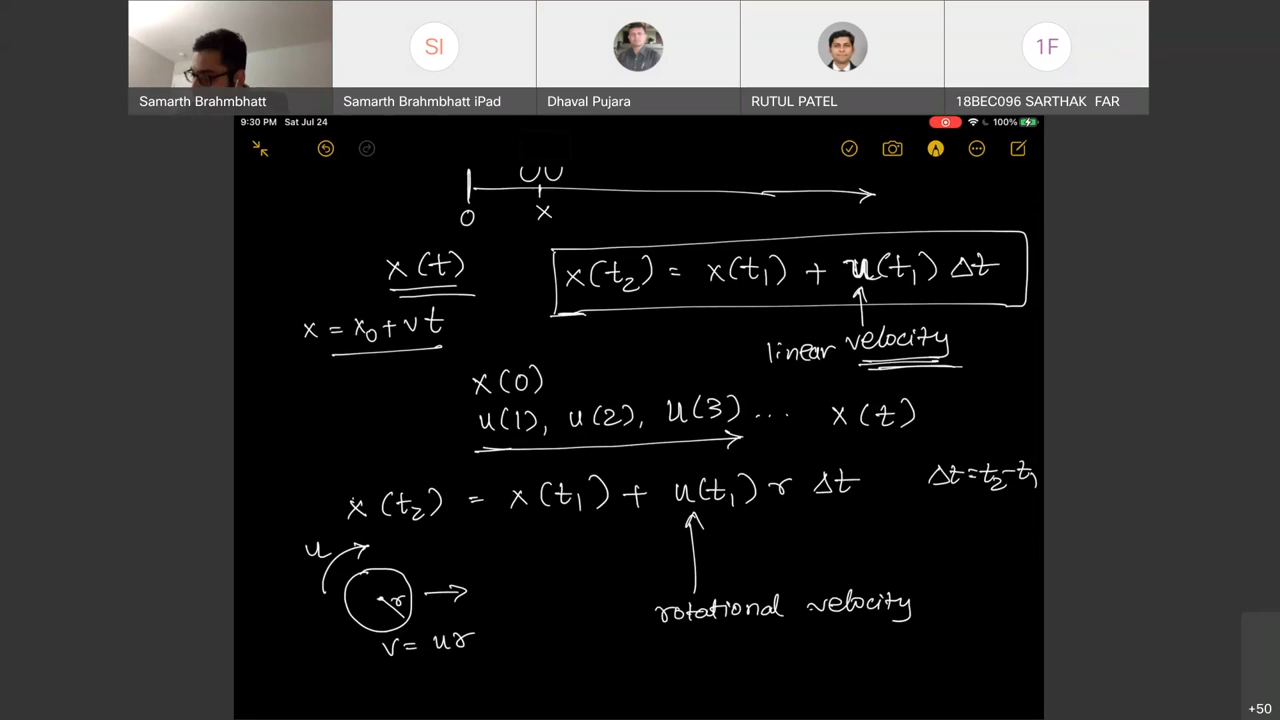 SI
1F
Samarth Brahmbhatt
Samarth Brahmbhatt iPad
Dhaval Pujara
RUTUL PATEL
18BEC096 SARTHAK FAR
9:30 PM Sat Jul 24
100%
0
x
x(t)
x(t₂) = x(t₁) + u(t₁) Δt
x = x₀ + vt
linear velocity
x(0)
u(1), u(2), u(3) ... x(t)
Δt = t₂ - t₁
x(t₂) = x(t₁) + u(t₁) r Δt
u
r
rotational velocity
v = ur
+50